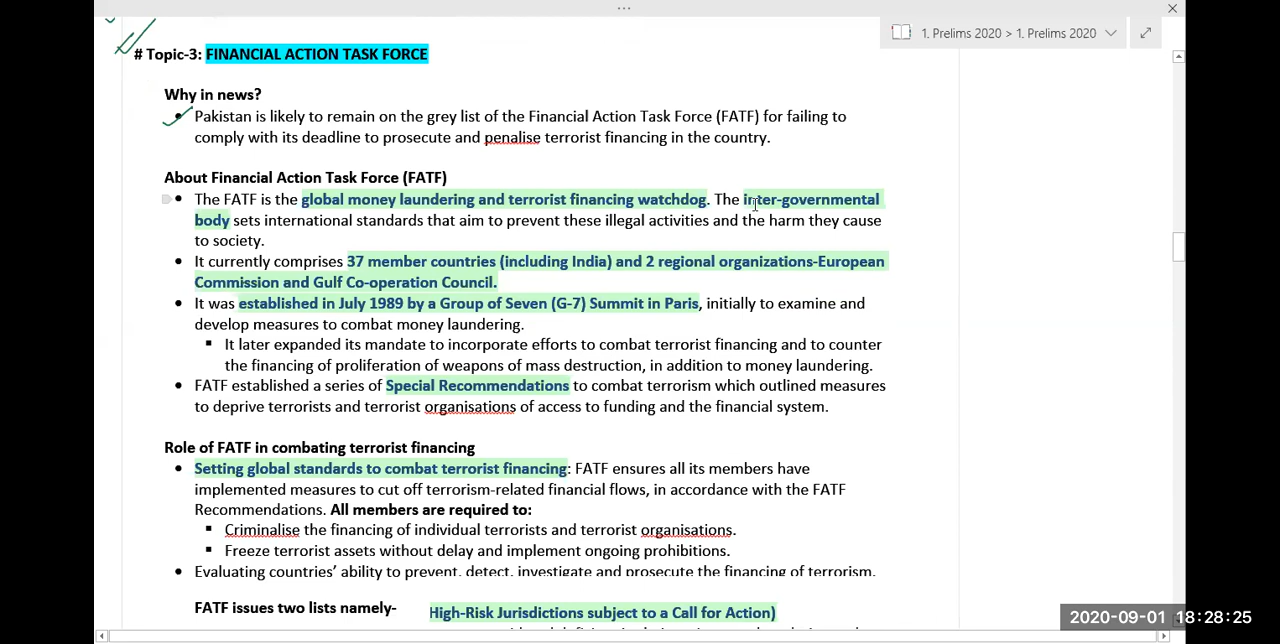 1. Prelims 2020 > 1. Prelims 2020
# Topic-3: FINANCIAL ACTION TASK FORCE
Why in news?
• Pakistan is likely to remain on the grey list of the Financial Action Task Force (FATF) for failing to
comply with its deadline to prosecute and penalise terrorist financing in the country.
About Financial Action Task Force (FATF)
• The FATF is the global money laundering and terrorist financing watchdog. The inter-governmental
body sets international standards that aim to prevent these illegal activities and the harm they cause
to society.
• It currently comprises 37 member countries (including India) and 2 regional organizations-European
Commission and Gulf Co-operation Council.
• It was established in July 1989 by a Group of Seven (G-7) Summit in Paris, initially to examine and
develop measures to combat money laundering.
▪ It later expanded its mandate to incorporate efforts to combat terrorist financing and to counter
the financing of proliferation of weapons of mass destruction, in addition to money laundering.
• FATF established a series of Special Recommendations to combat terrorism which outlined measures
to deprive terrorists and terrorist organisations of access to funding and the financial system.
Role of FATF in combating terrorist financing
• Setting global standards to combat terrorist financing: FATF ensures all its members have
implemented measures to cut off terrorism-related financial flows, in accordance with the FATF
Recommendations. All members are required to:
▪ Criminalise the financing of individual terrorists and terrorist organisations.
▪ Freeze terrorist assets without delay and implement ongoing prohibitions.
• Evaluating countries' ability to prevent, detect, investigate and prosecute the financing of terrorism.
FATF issues two lists namely- High-Risk Jurisdictions subject to a Call for Action)
2020-09-01 18:28:25